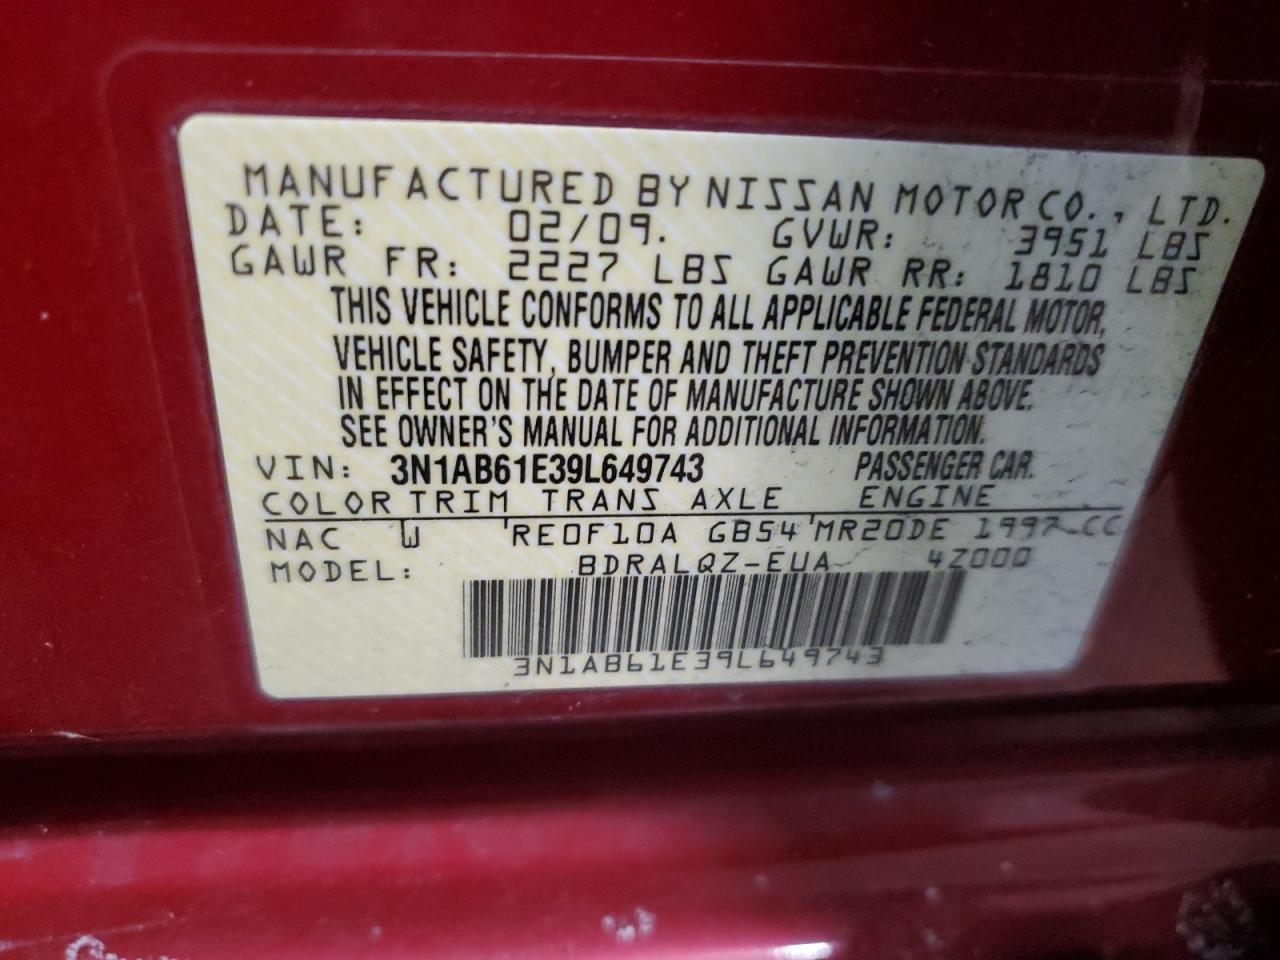 MANUFACTURED BY NISSAN MOTOR CO., LTD.
DATE: 02/09. GVWR: 3951 LBS
GAWR FR: 2227 LBS GAWR RR: 1810 LBS
THIS VEHICLE CONFORMS TO ALL APPLICABLE FEDERAL MOTOR,
VEHICLE SAFETY, BUMPER AND THEFT PREVENTION STANDARDS
IN EFFECT ON THE DATE OF MANUFACTURE SHOWN ABOVE.
SEE OWNER'S MANUAL FOR ADDITIONAL INFORMATION.
VIN: 3N1AB61E39L649743 PASSENGER CAR.
COLOR TRIM TRANS AXLE ENGINE
NAC W RE0F10A GB54 MR20DE 1997 CC
MODEL: BDRALQZ-EUA 4Z000
3N1AB61E39L649743